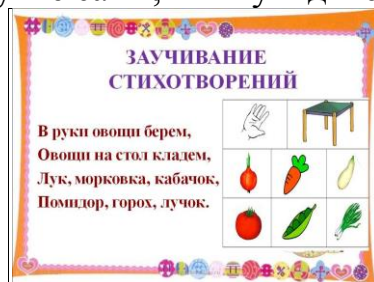 ЗАУЧИВАНИЕ
СТИХОТВОРЕНИЙ
В руки овощи берем,
Овощи на стол кладем,
Лук, морковка, кабачок,
Помидор, горох, лучок.